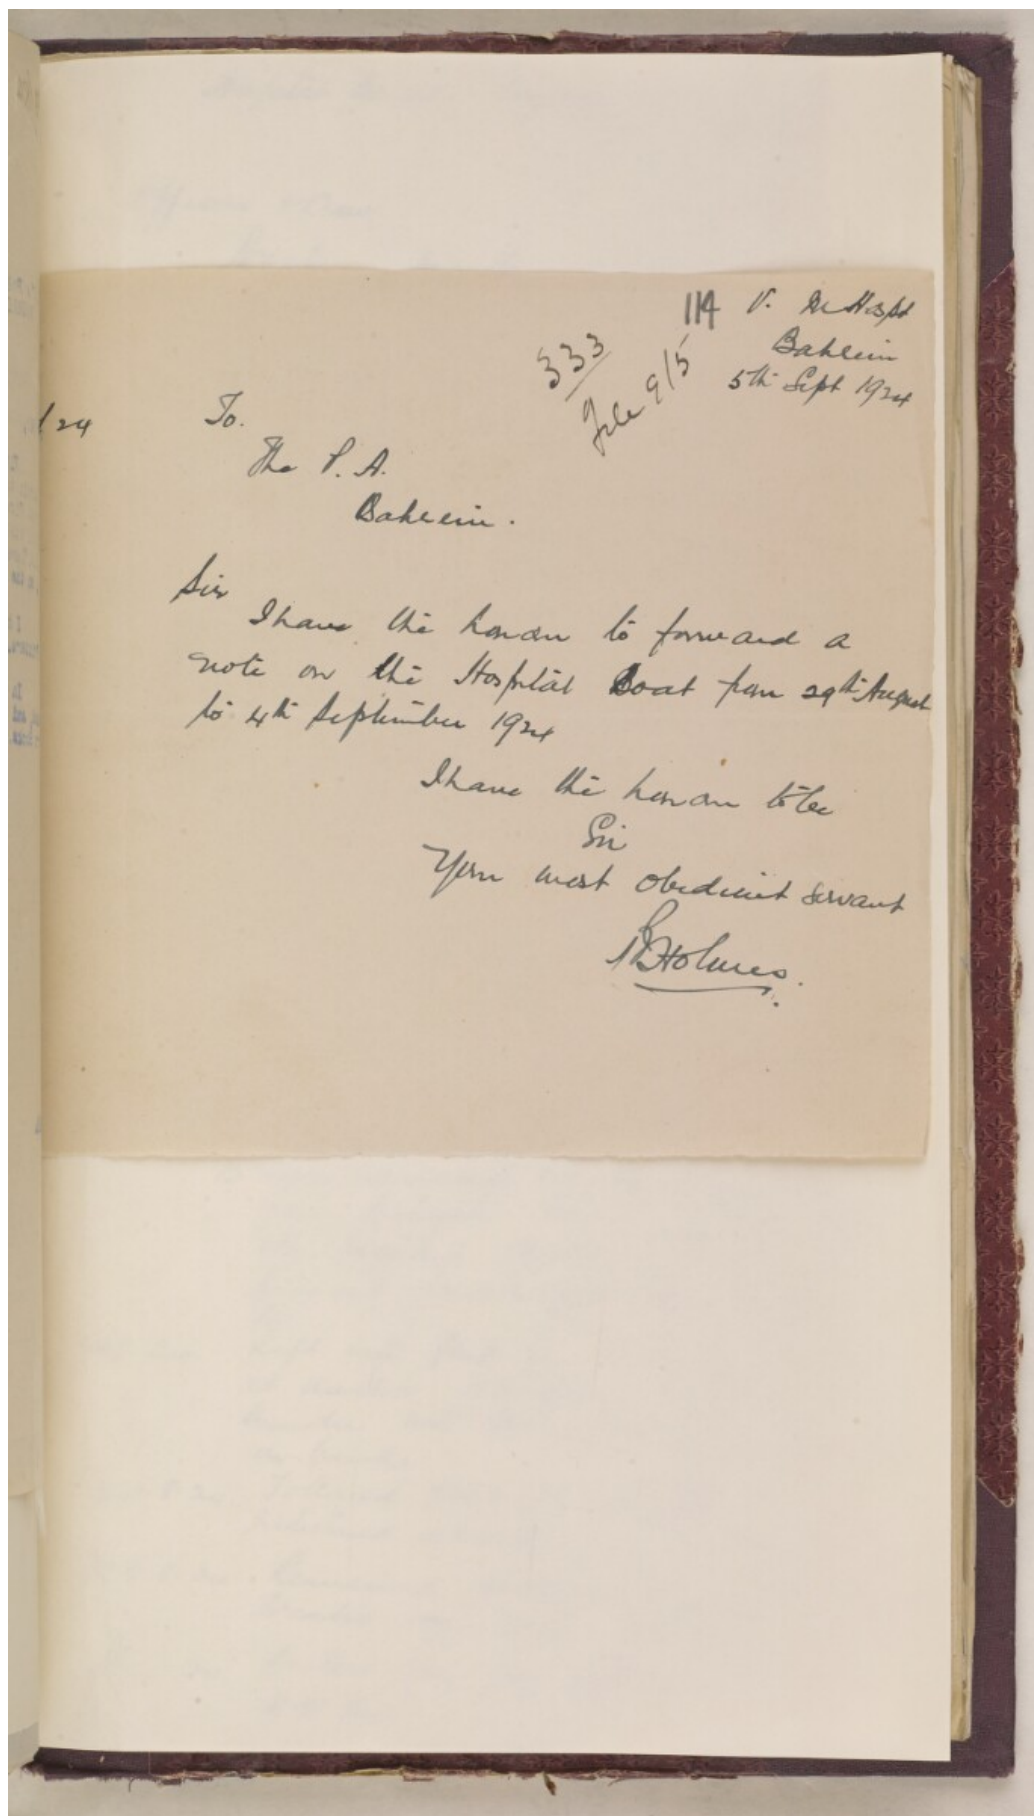 114
V. M Hospt
Bahrein
5th Sept 1924
333
File 9/5
/24
To.
The P. A.
Bahrein.
Sir
I have the honour to forward a
note on the Hospital Boat from 29th August
to 4th September 1924
I have the honour to be
Sir
Your most obedient servant
Holmes.